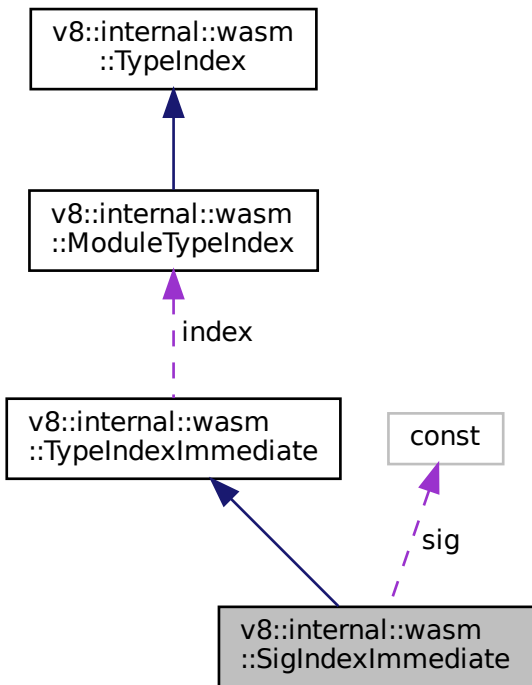 v8::internal::wasm
::TypeIndex
v8::internal::wasm
::ModuleTypeIndex
index
v8::internal::wasm
::TypeIndexImmediate
const
sig
v8::internal::wasm
::SigIndexImmediate